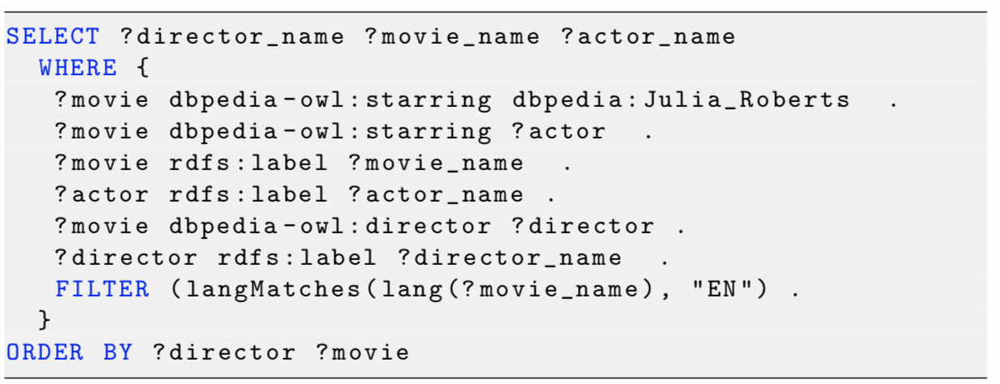 SELECT ?director_name ?movie_name ?actor_name
WHERE {
?movie dbpedia-owl:starring dbpedia:Julia_Roberts .
?movie dbpedia-owl:starring ?actor .
?movie rdfs:label ?movie_name .
?actor rdfs:label ?actor_name .
?movie dbpedia-owl:director ?director .
?director rdfs:label ?director_name .
FILTER (langMatches(lang(?movie_name), "EN") .
}
ORDER BY ?director ?movie